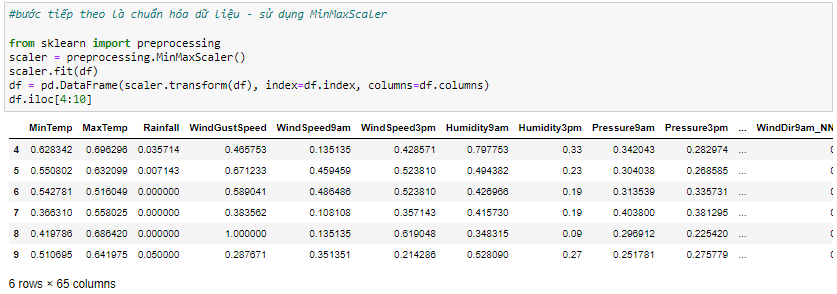 #bước tiếp theo là chuẩn hóa dữ liệu - sử dụng MinMaxScaler
from sklearn import preprocessing
scaler = preprocessing.MinMaxScaler()
scaler.fit(df)
df = pd.DataFrame(scaler.transform(df), index=df.index, columns=df.columns)
df.iloc[4:10]
MinTemp MaxTemp Rainfall WindGustSpeed WindSpeed9am WindSpeed3pm Humidity9am Humidity3pm Pressure9am Pressure3pm ... WindDir9am_NN
4 0.628342 0.696296 0.035714 0.465753 0.135135 0.428571 0.797753 0.33 0.342043 0.282974 ...
5 0.550802 0.632099 0.007143 0.671233 0.459459 0.523810 0.494382 0.23 0.304038 0.268585 ...
6 0.542781 0.516049 0.000000 0.589041 0.486486 0.523810 0.426966 0.19 0.313539 0.335731 ...
7 0.366310 0.558025 0.000000 0.383562 0.108108 0.357143 0.415730 0.19 0.403800 0.381295 ...
8 0.419786 0.686420 0.000000 1.000000 0.135135 0.619048 0.348315 0.09 0.296912 0.225420 ...
9 0.510695 0.641975 0.050000 0.287671 0.351351 0.214286 0.528090 0.27 0.251781 0.275779 ...
6 rows × 65 columns